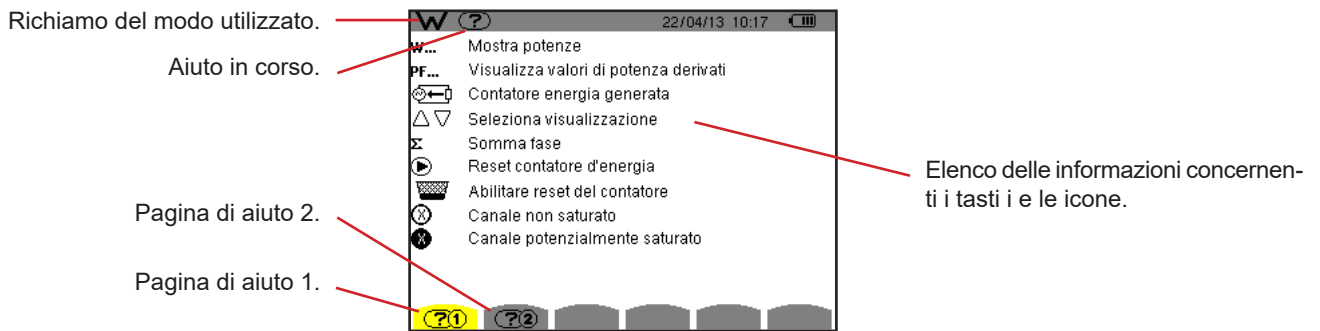 Richiamo del modo utilizzato.
W ? 22/04/13 10:17
Aiuto in corso.
W... Mostra potenze
PF... Visualizza valori di potenza derivati
Contatore energia generata
Seleziona visualizzazione
Σ Somma fase
Reset contatore d'energia
Abilitare reset del contatore
X Canale non saturato
X Canale potenzialmente saturato
Elenco delle informazioni concernen-
ti i tasti i e le icone.
Pagina di aiuto 2.
Pagina di aiuto 1.
?1 ?2